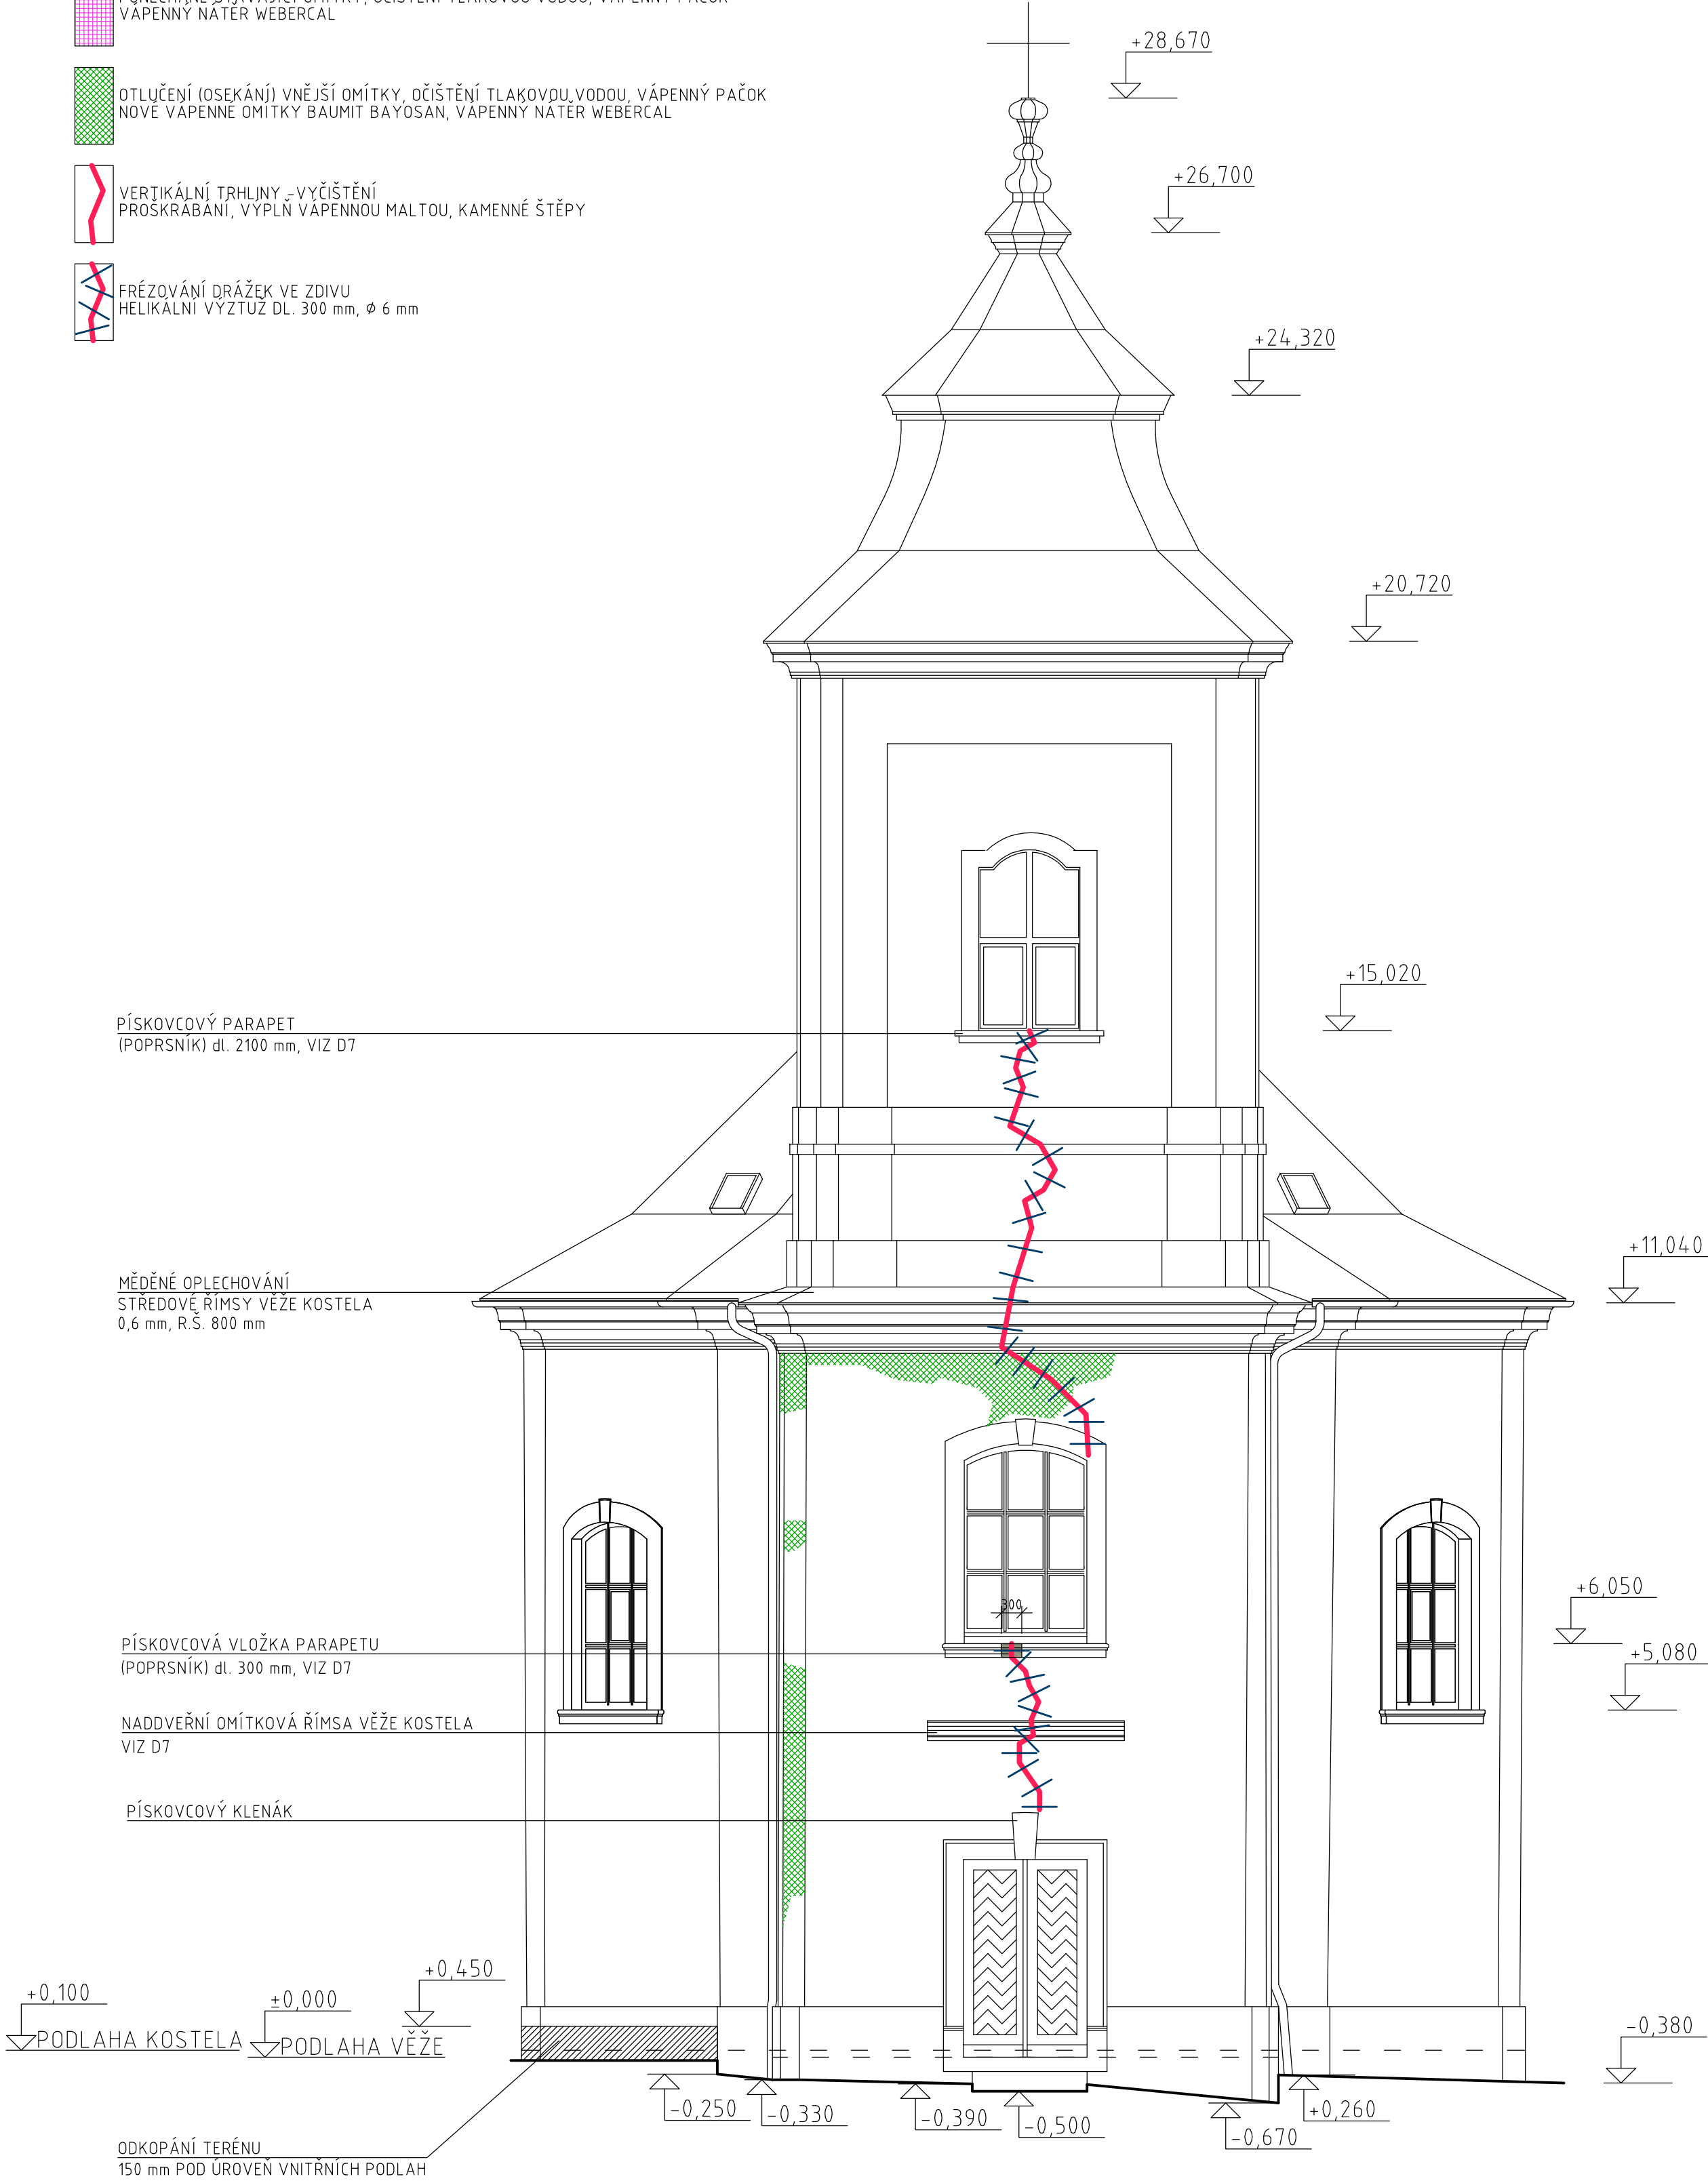 VÁPENNÝ NÁTĚR WEBERCAL
OTLUČENÍ (OSEKÁNÍ) VNĚJŠÍ OMÍTKY, OČIŠTĚNÍ TLAKOVOU VODOU, VÁPENNÝ PAČOK
NOVÉ VÁPENNÉ OMÍTKY BAUMIT BAYOSAN, VÁPENNÝ NÁTĚR WEBERCAL
VERTIKÁLNÍ TRHLINY -VYČIŠTĚNÍ
PROŠKRÁBÁNÍ, VÝPLŇ VÁPENNOU MALTOU, KAMENNÉ ŠTĚPY
FRÉZOVÁNÍ DRÁŽEK VE ZDIVU
HELIKÁLNÍ VÝZTUŽ DL. 300 mm, Ø 6 mm
+28,670
+26,700
+24,320
+20,720
+15,020
PÍSKOVCOVÝ PARAPET
(POPRSNÍK) dl. 2100 mm, VIZ D7
+11,040
MĚDĚNÉ OPLECHOVÁNÍ
STŘEDOVÉ ŘÍMSY VĚŽE KOSTELA
0,6 mm, R.Š. 800 mm
+6,050
300
PÍSKOVCOVÁ VLOŽKA PARAPETU
(POPRSNÍK) dl. 300 mm, VIZ D7
+5,080
NADDVEŘNÍ OMÍTKOVÁ ŘÍMSA VĚŽE KOSTELA
VIZ D7
PÍSKOVCOVÝ KLENÁK
+0,450
+0,100
±0,000
PODLAHA KOSTELA
PODLAHA VĚŽE
-0,380
-0,250
-0,330
-0,390
-0,500
-0,670
+0,260
ODKOPÁNÍ TERÉNU
150 mm POD ÚROVEŇ VNITŘNÍCH PODLAH